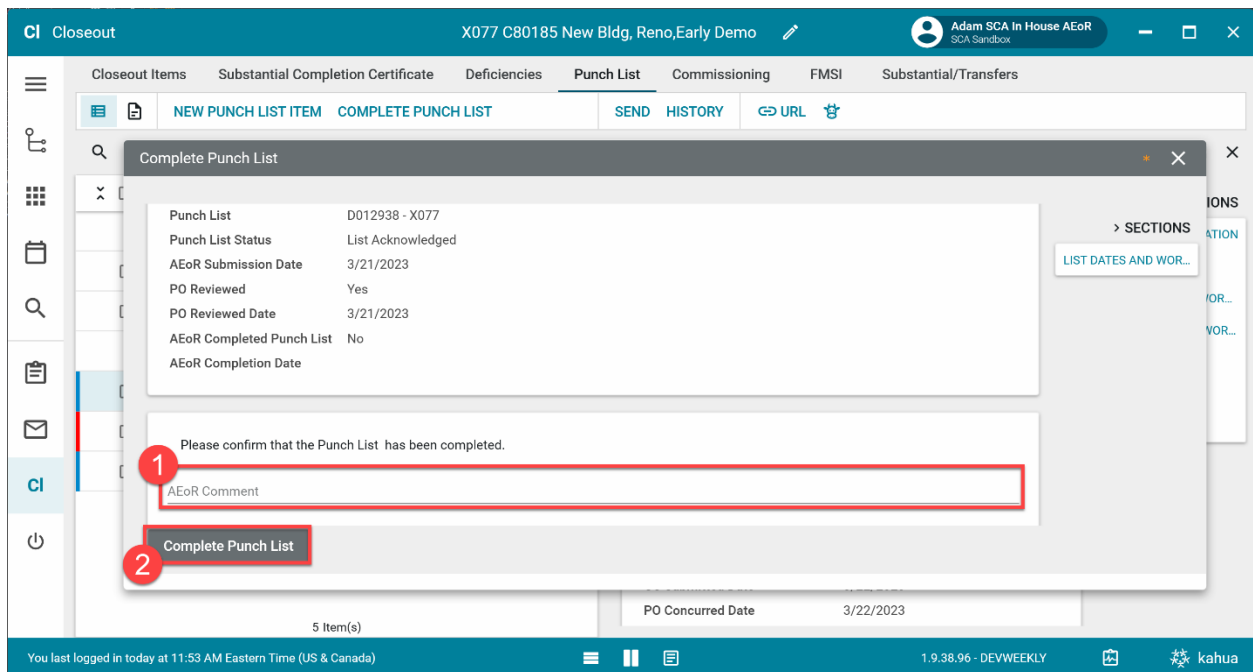 CI Closeout
X077 C80185 New Bldg, Reno,Early Demo
Adam SCA In House AEoR
SCA Sandbox
Closeout Items Substantial Completion Certificate Deficiencies Punch List Commissioning FMSI Substantial/Transfers
NEW PUNCH LIST ITEM COMPLETE PUNCH LIST SEND HISTORY URL
Complete Punch List *
IONS
Punch List D012938 - X077
> SECTIONS
ATION
Punch List Status List Acknowledged
LIST DATES AND WOR...
AEoR Submission Date 3/21/2023
PO Reviewed Yes
/OR...
PO Reviewed Date 3/21/2023
WOR...
AEoR Completed Punch List No
AEoR Completion Date
Please confirm that the Punch List has been completed.
1
AEoR Comment
CI
Complete Punch List
2
PO Concurred Date 3/22/2023
5 Item(s)
You last logged in today at 11:53 AM Eastern Time (US & Canada)
1.9.38.96 - DEVWEEKLY
kahua